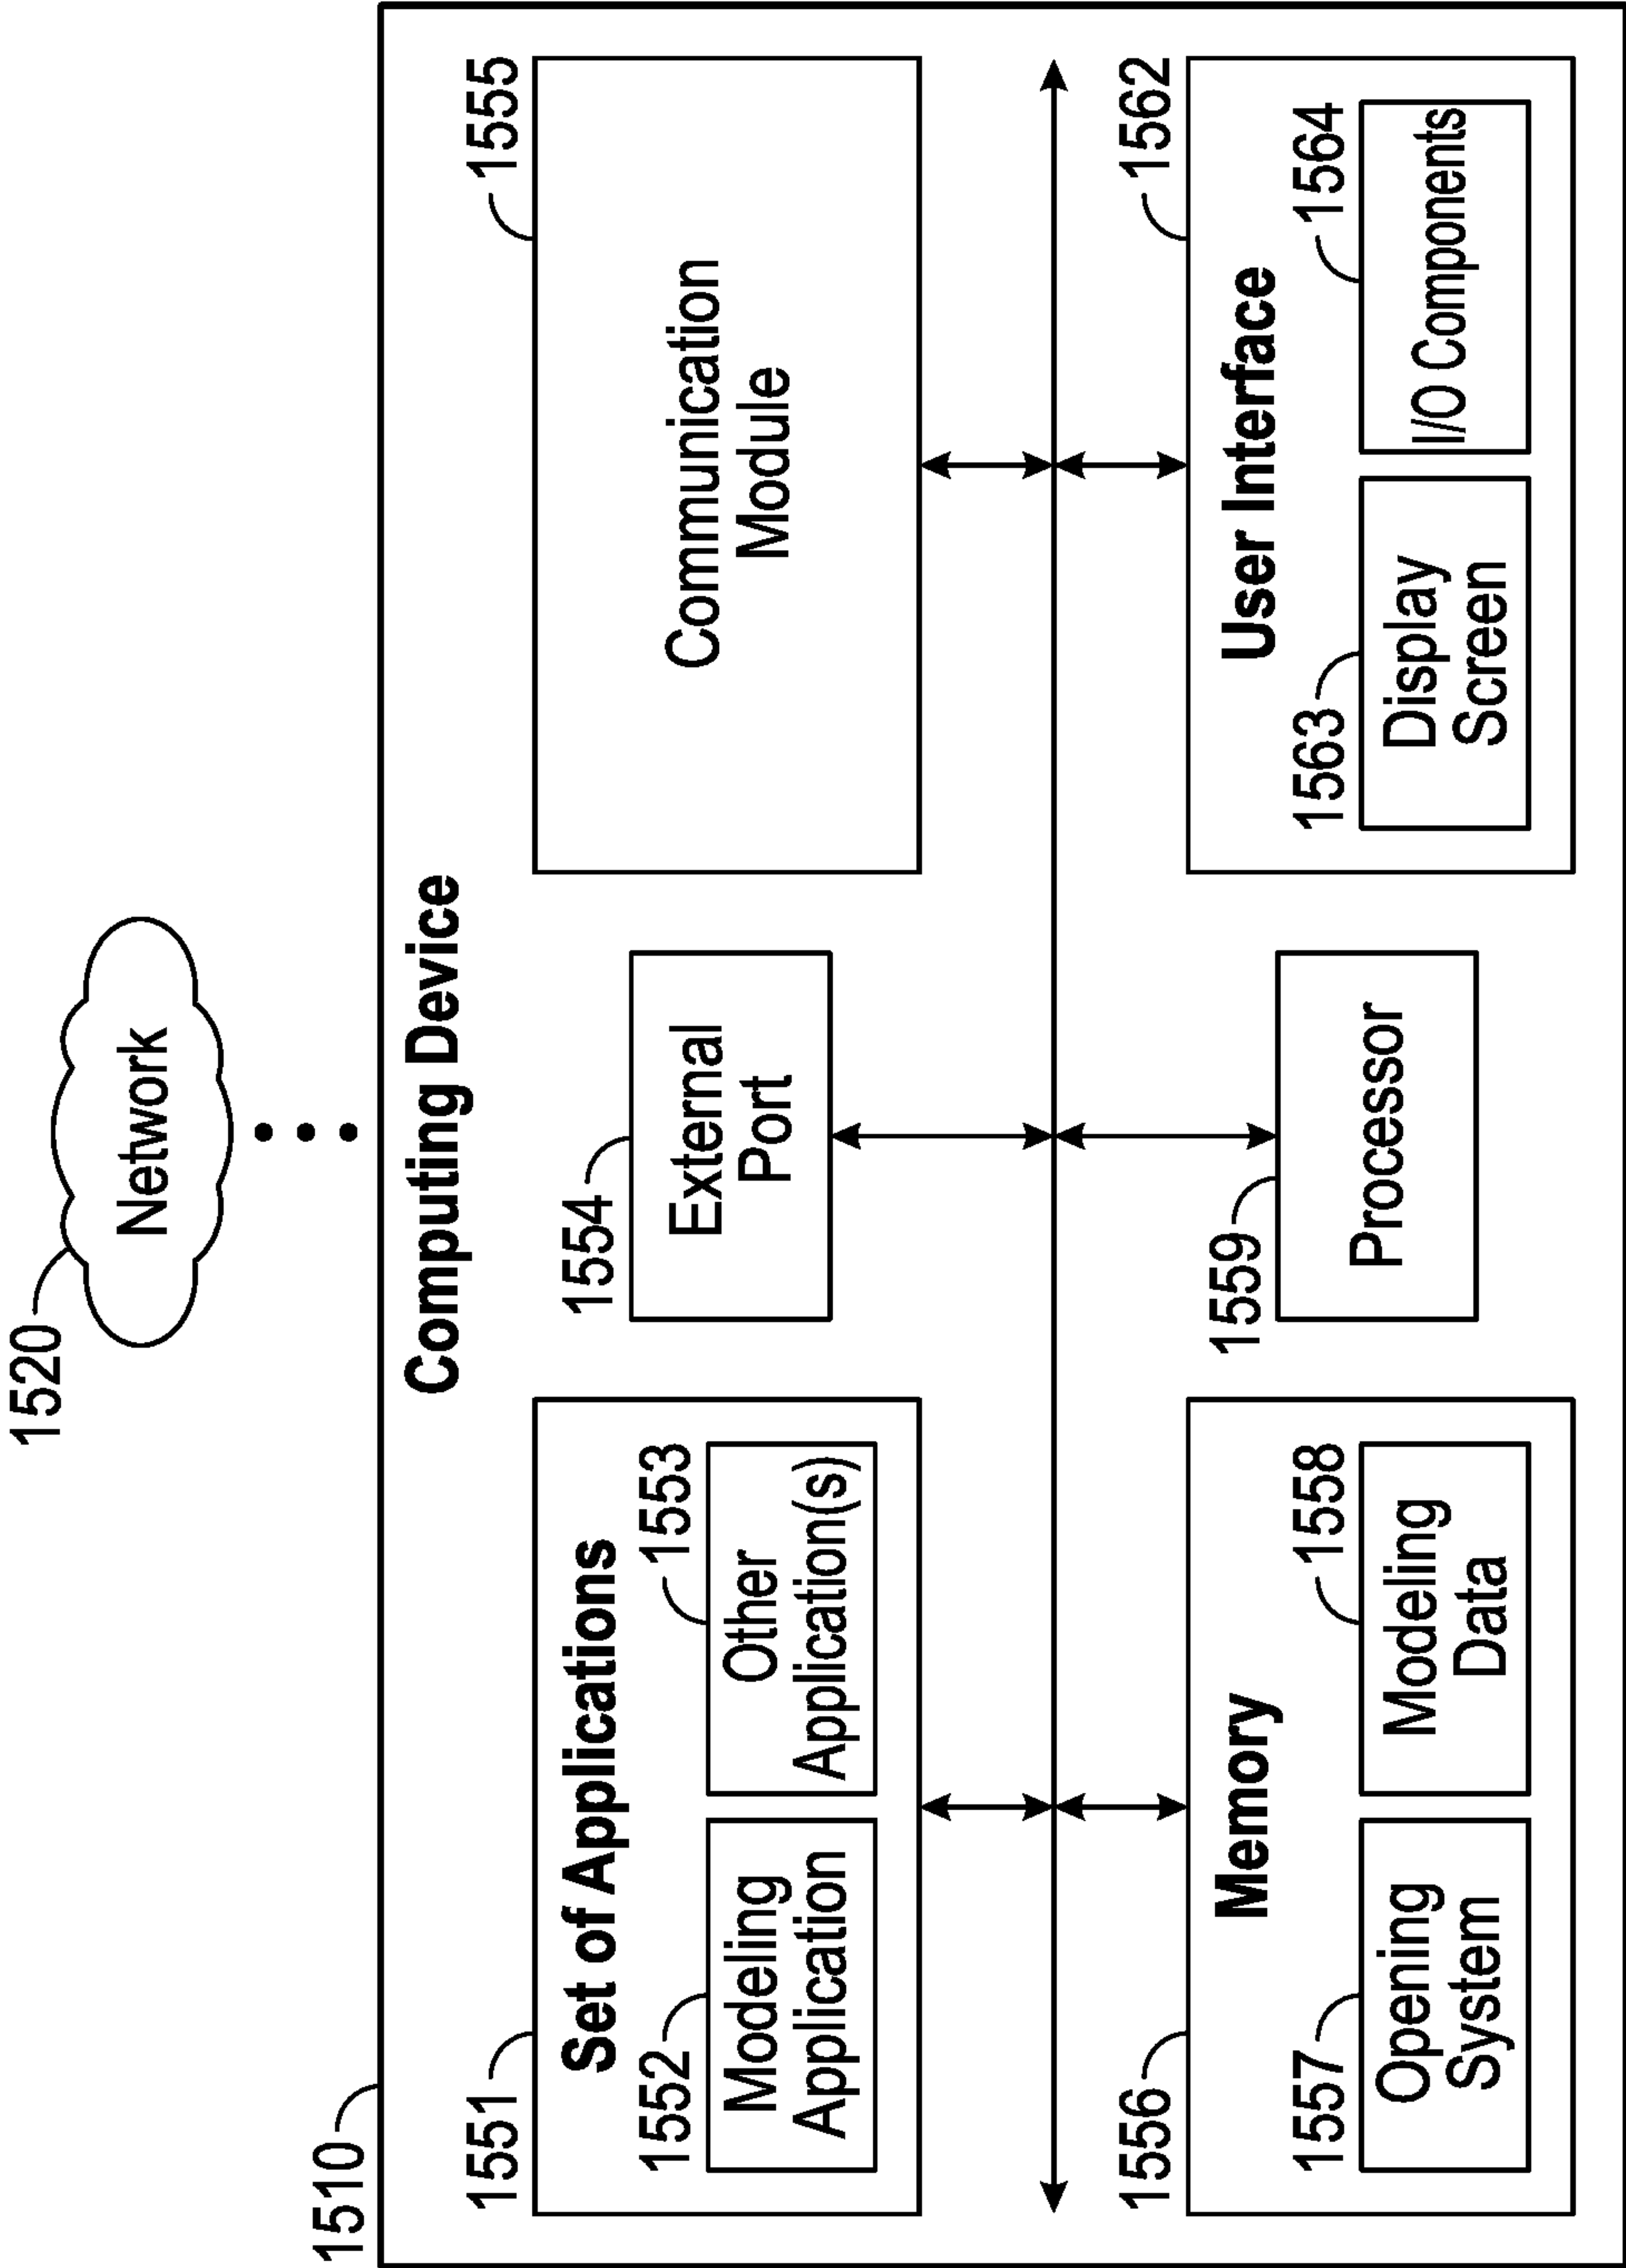 1520
Network
1510
Computing Device
1551
Set of Applications
1552
Modeling
Application
1553
Other
Application(s)
1554
External
Port
1555
Communication
Module
1556
Memory
1557
Opening
System
1558
Modeling
Data
1559
Processor
1562
User Interface
1563
Display
Screen
1564
I/O Components